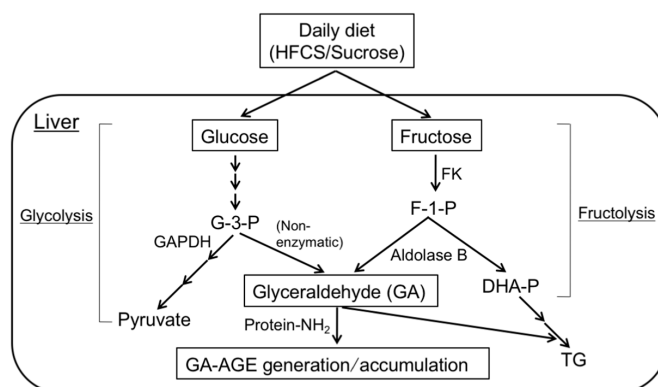 Daily diet
(HFCS/Sucrose)
Liver
Glucose
Fructose
FK
Glycolysis
G-3-P
(Non-
enzymatic)
F-1-P
Fructolysis
GAPDH
Aldolase B
Glyceraldehyde (GA)
DHA-P
Pyruvate
Protein-NH₂
GA-AGE generation/accumulation
TG